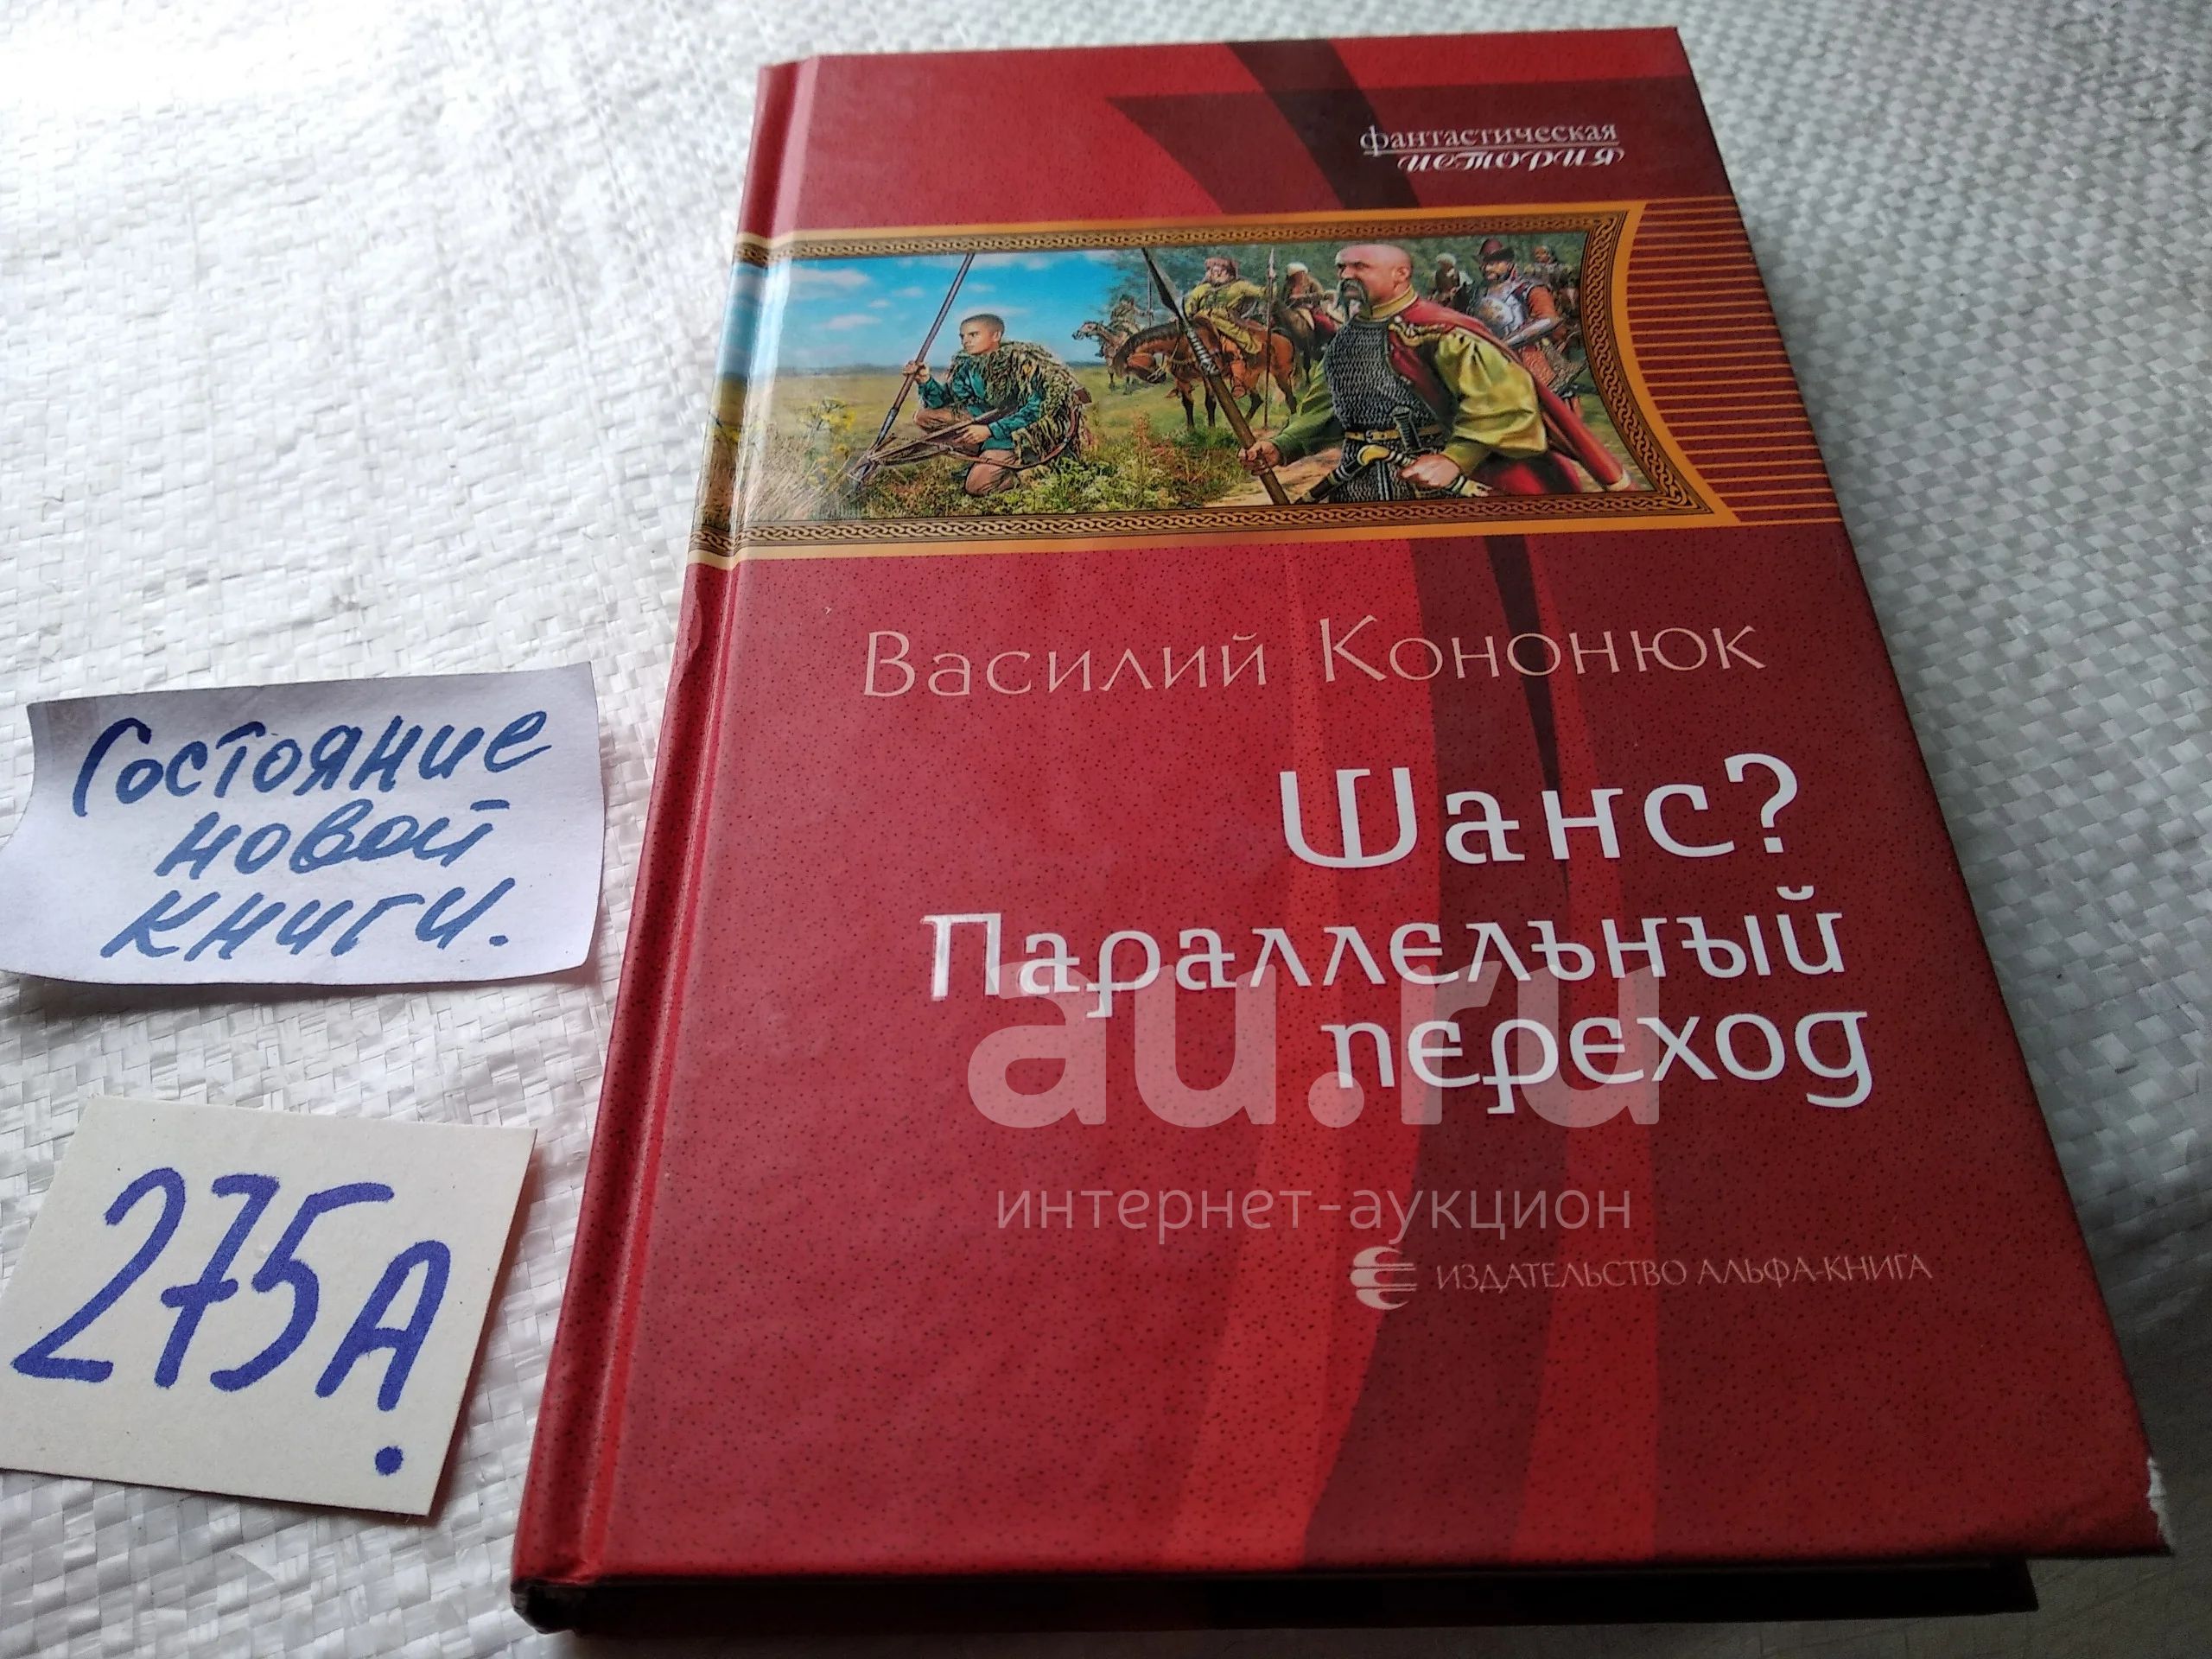 фантастическая
история
Василий Кононюк
Шанс?
Параллельный
переход
au.ru
интернет-аукцион
ИЗДАТЕЛЬСТВО АЛЬФА-КНИГА
Состояние
новой
книги.
275А.